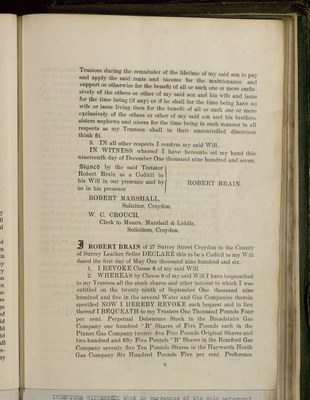 Trustees during the remainder of the lifetime of my said son to pay
and apply the said rents and income for the maintenance and
support or otherwise for the benefit of all or such one or more exclu-
sively of the others or other of my said son and his wife and issue
for the time being (if any) or if he shall for the time being have no
wife or issue living then for the benefit of all or such one or more
exclusively of the others or other of my said son and his brothers
sisters nephews and nieces for the time being in such manner in all
respects as my Trustees shall in their uncontrolled discretion
think fit.
3. IN all other respects I confirm my said Will.
IN WITNESS whereof I have hereunto set my hand this
nineteenth day of December One thousand nine hundred and seven.
Signed by the said Testator
Robert Brain as a Codicil to
his Will in our presence and by
us in his presence
ROBERT BRAIN.
ROBERT MARSHALL,
Solicitor, Croydon.
W. C. CROUCH,
Clerk to Messrs. Marshall & Liddle,
Solicitors, Croydon.
I ROBERT BRAIN of 27 Surrey Street Croydon in the County
of Surrey Leather Seller DECLARE this to be a Codicil to my Will
dated the first day of May One thousand nine hundred and six.
1. I REVOKE Clause 6 of my said Will.
2. WHEREAS by Clause 9 of my said Will I have bequeathed
to my Trustees all the stock shares and other interest to which I was
entitled on the twenty-ninth of September One thousand nine
hundred and five in the several Water and Gas Companies therein
specified NOW I HEREBY REVOKE such bequest and in lieu
thereof I BEQUEATH to my Trustees One Thousand Pounds Four
per cent. Perpetual Debenture Stock in the Broadstairs Gas
Company one hundred "B" Shares of Five Pounds each in the
Pinner Gas Company twenty-five Five Pounds Original Shares and
two hundred and fifty Five Pounds "B" Shares in the Romford Gas
Company seventy-five Ten Pounds Shares in the Haywards Heath
Gas Company Six Hundred Pounds Five per cent. Preference